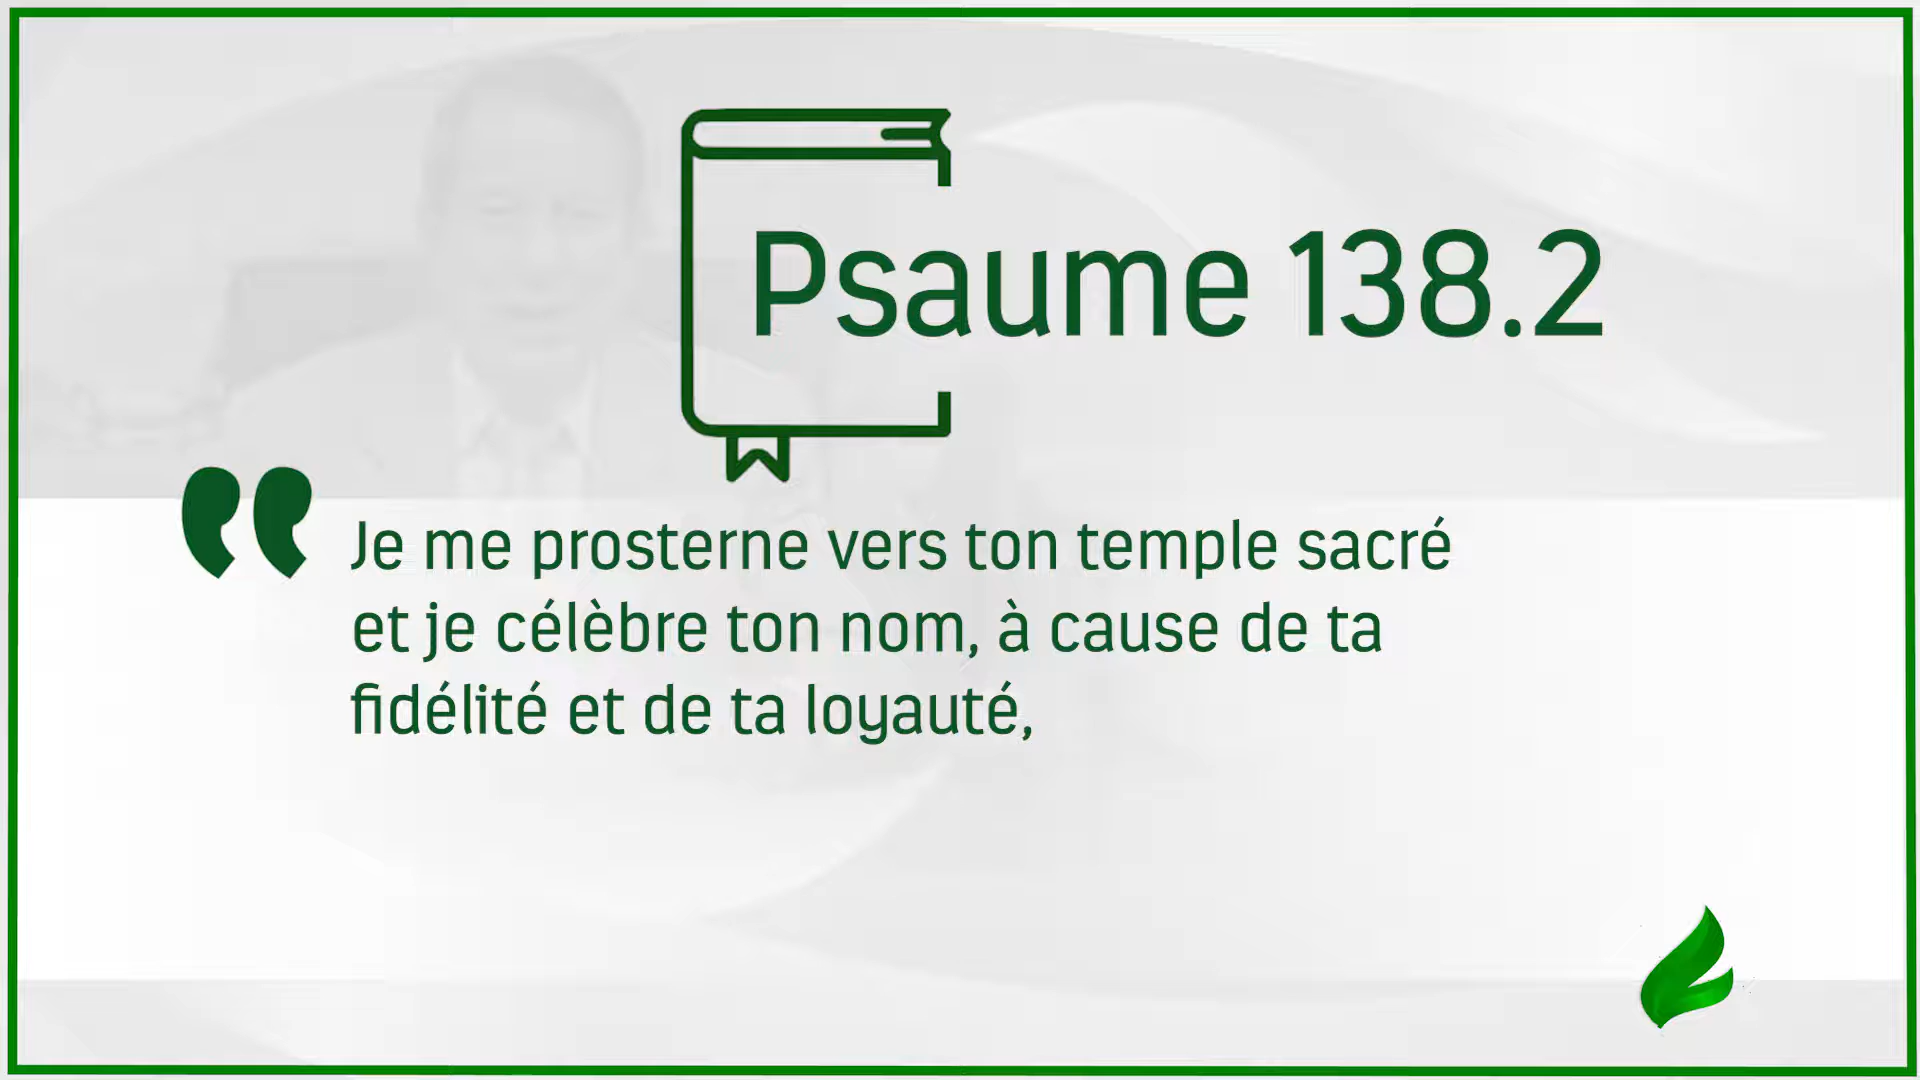 Psaume 138.2
Je me prosterne vers ton temple sacré
et je célèbre ton nom, à cause de ta
fidélité et de ta loyauté,